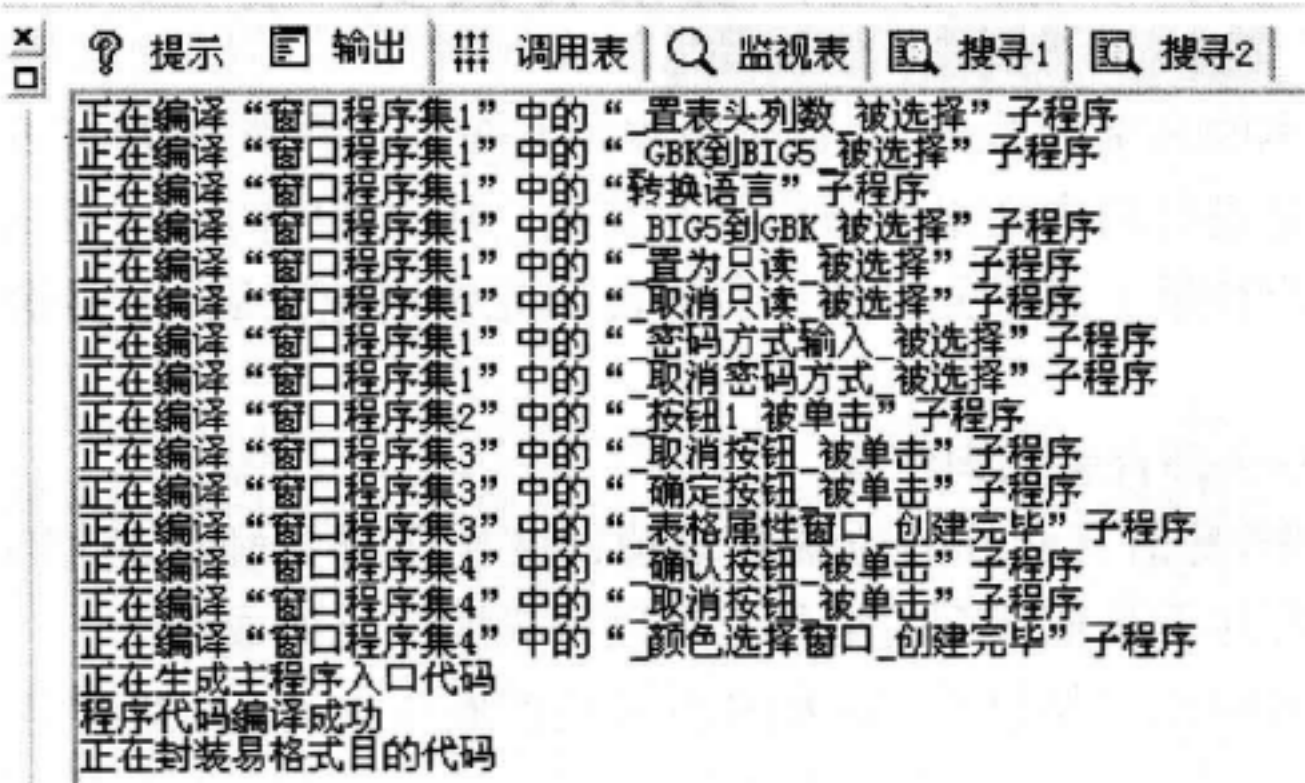 提示 输出 调用表 监视表 搜寻1 搜寻2
正在编译“窗口程序集1”中的“_置表头列数_被选择”子程序
正在编译“窗口程序集1”中的“_GBK到BIG5_被选择”子程序
正在编译“窗口程序集1”中的“转换语言”子程序
正在编译“窗口程序集1”中的“_BIG5到GBK_被选择”子程序
正在编译“窗口程序集1”中的“_置为只读_被选择”子程序
正在编译“窗口程序集1”中的“_取消只读_被选择”子程序
正在编译“窗口程序集1”中的“_密码方式输入_被选择”子程序
正在编译“窗口程序集1”中的“_取消密码方式_被选择”子程序
正在编译“窗口程序集2”中的“_按钮1_被单击”子程序
正在编译“窗口程序集3”中的“_取消按钮_被单击”子程序
正在编译“窗口程序集3”中的“_确定按钮_被单击”子程序
正在编译“窗口程序集3”中的“_表格属性窗口_创建完毕”子程序
正在编译“窗口程序集4”中的“_确认按钮_被单击”子程序
正在编译“窗口程序集4”中的“_取消按钮_被单击”子程序
正在编译“窗口程序集4”中的“_颜色选择窗口_创建完毕”子程序
正在生成主程序入口代码
程序代码编译成功
正在封装易格式目的代码